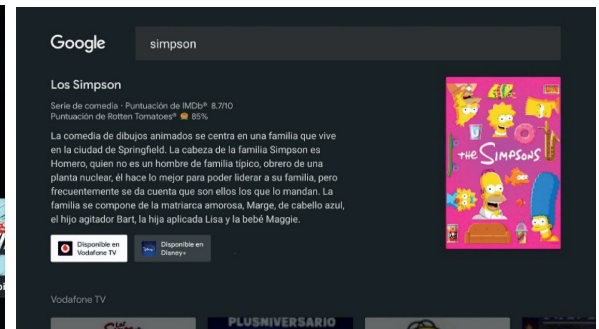 Google
simpson
Los Simpson
Serie de comedia · Puntuación de IMDb® 8.7/10
Puntuación de Rotten Tomatoes® 85%
La comedia de dibujos animados se centra en una familia que vive
en la ciudad de Springfield. La cabeza de la familia Simpson es
Homero, quien no es un hombre de familia típico, obrero de una
planta nuclear, él hace lo mejor para poder liderar a su familia, pero
frecuentemente se da cuenta que son ellos los que lo mandan. La
familia se compone de la matriarca amorosa, Marge, de cabello azul,
el hijo agitador Bart, la hija aplicada Lisa y la bebé Maggie.
THE SIMPSONS
Disponible en
Vodafone TV
Disponible en
Disney+
Vodafone TV
PLUSNIVERSARIO